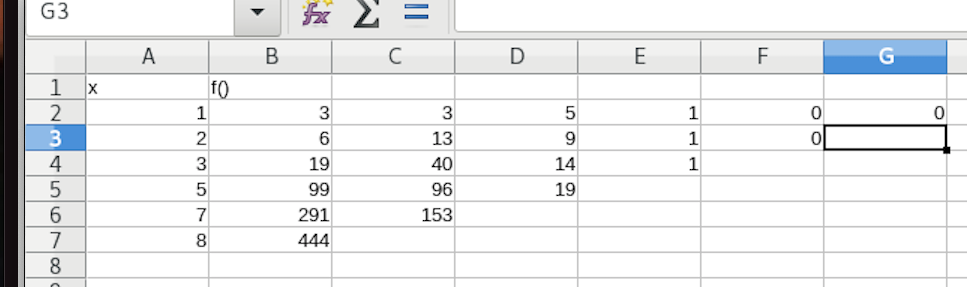 G3
fx Σ =
A B C D E F G
1 x f()
2 1 3 3 5 1 0 0
3 2 6 13 9 1 0
4 3 19 40 14 1
5 5 99 96 19
6 7 291 153
7 8 444
8